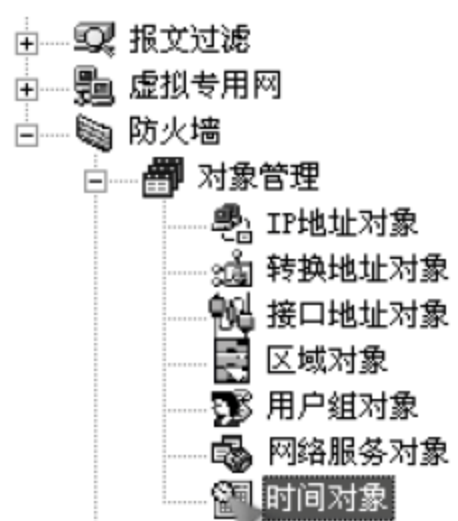 报文过滤
虚拟专用网
防火墙
对象管理
IP地址对象
转换地址对象
接口地址对象
区域对象
用户组对象
网络服务对象
时间对象